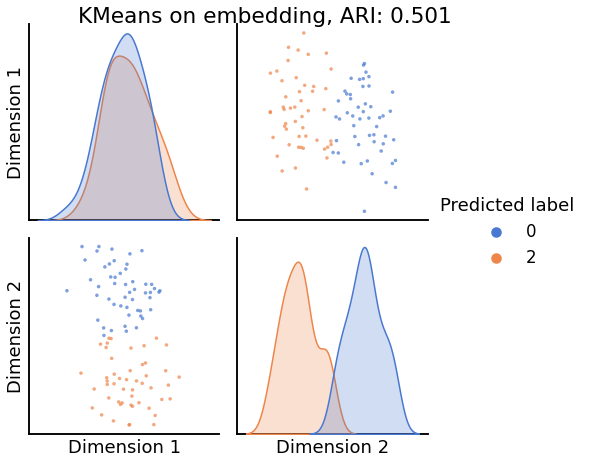 KMeans on embedding, ARI: 0.501
Dimension 1
Predicted label
0
2
Dimension 2
Dimension 1
Dimension 2